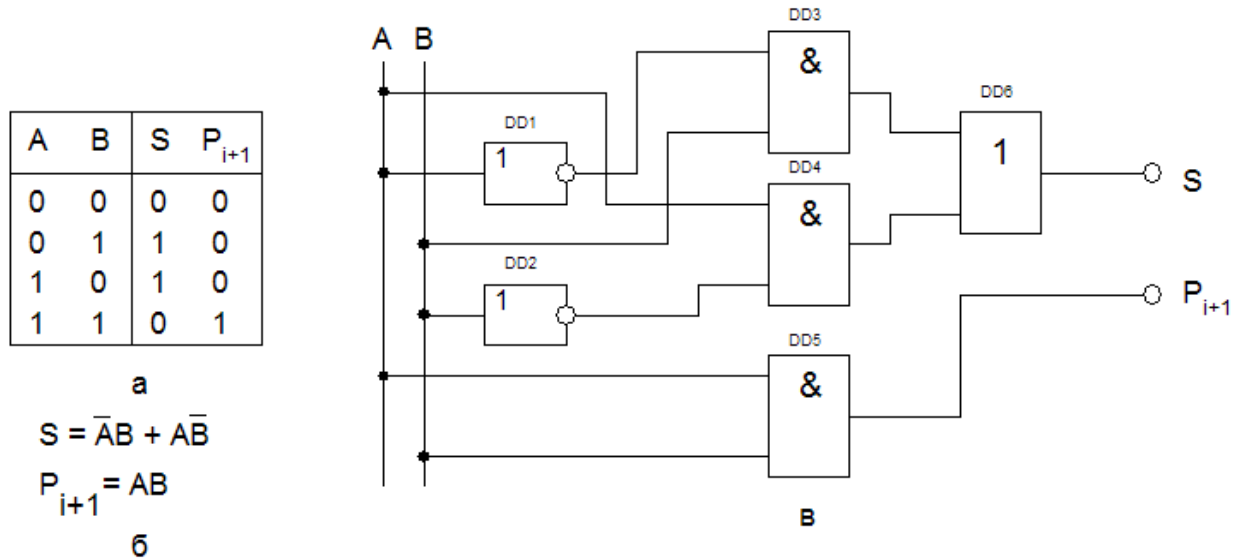 A B S P_{i+1}
0 0 0 0
0 1 1 0
1 0 1 0
1 1 0 1
а
S = A̅B + AB̅
P_{i+1} = AB
б
A B
DD1
1
DD2
1
DD3
&
DD4
&
DD5
&
DD6
1
S
P_{i+1}
в